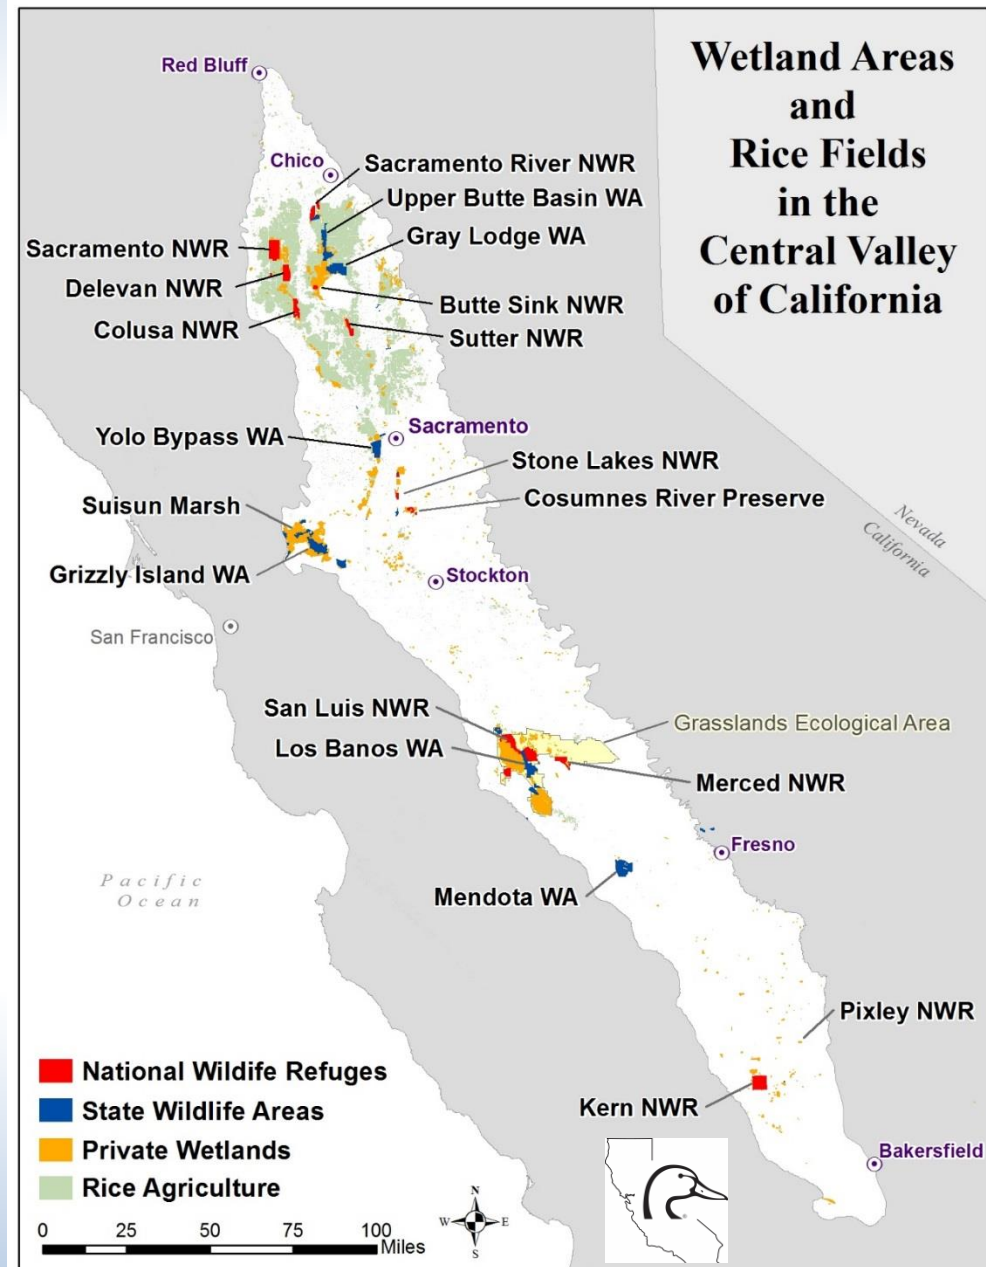 Wetland Areas
and
Rice Fields
in the
Central Valley
of California
Red Bluff
Chico
Sacramento River NWR
Upper Butte Basin WA
Gray Lodge WA
Sacramento NWR
Delevan NWR
Butte Sink NWR
Colusa NWR
Sutter NWR
Sacramento
Yolo Bypass WA
Stone Lakes NWR
Cosumnes River Preserve
Suisun Marsh
Nevada
California
Grizzly Island WA
Stockton
San Francisco
San Luis NWR
Grasslands Ecological Area
Los Banos WA
Merced NWR
Fresno
Pacific
Ocean
Mendota WA
Pixley NWR
Kern NWR
Bakersfield
National Widlife Refuges
State Wildlife Areas
Private Wetlands
Rice Agriculture
N
W E
S
0 25 50 75 100
Miles